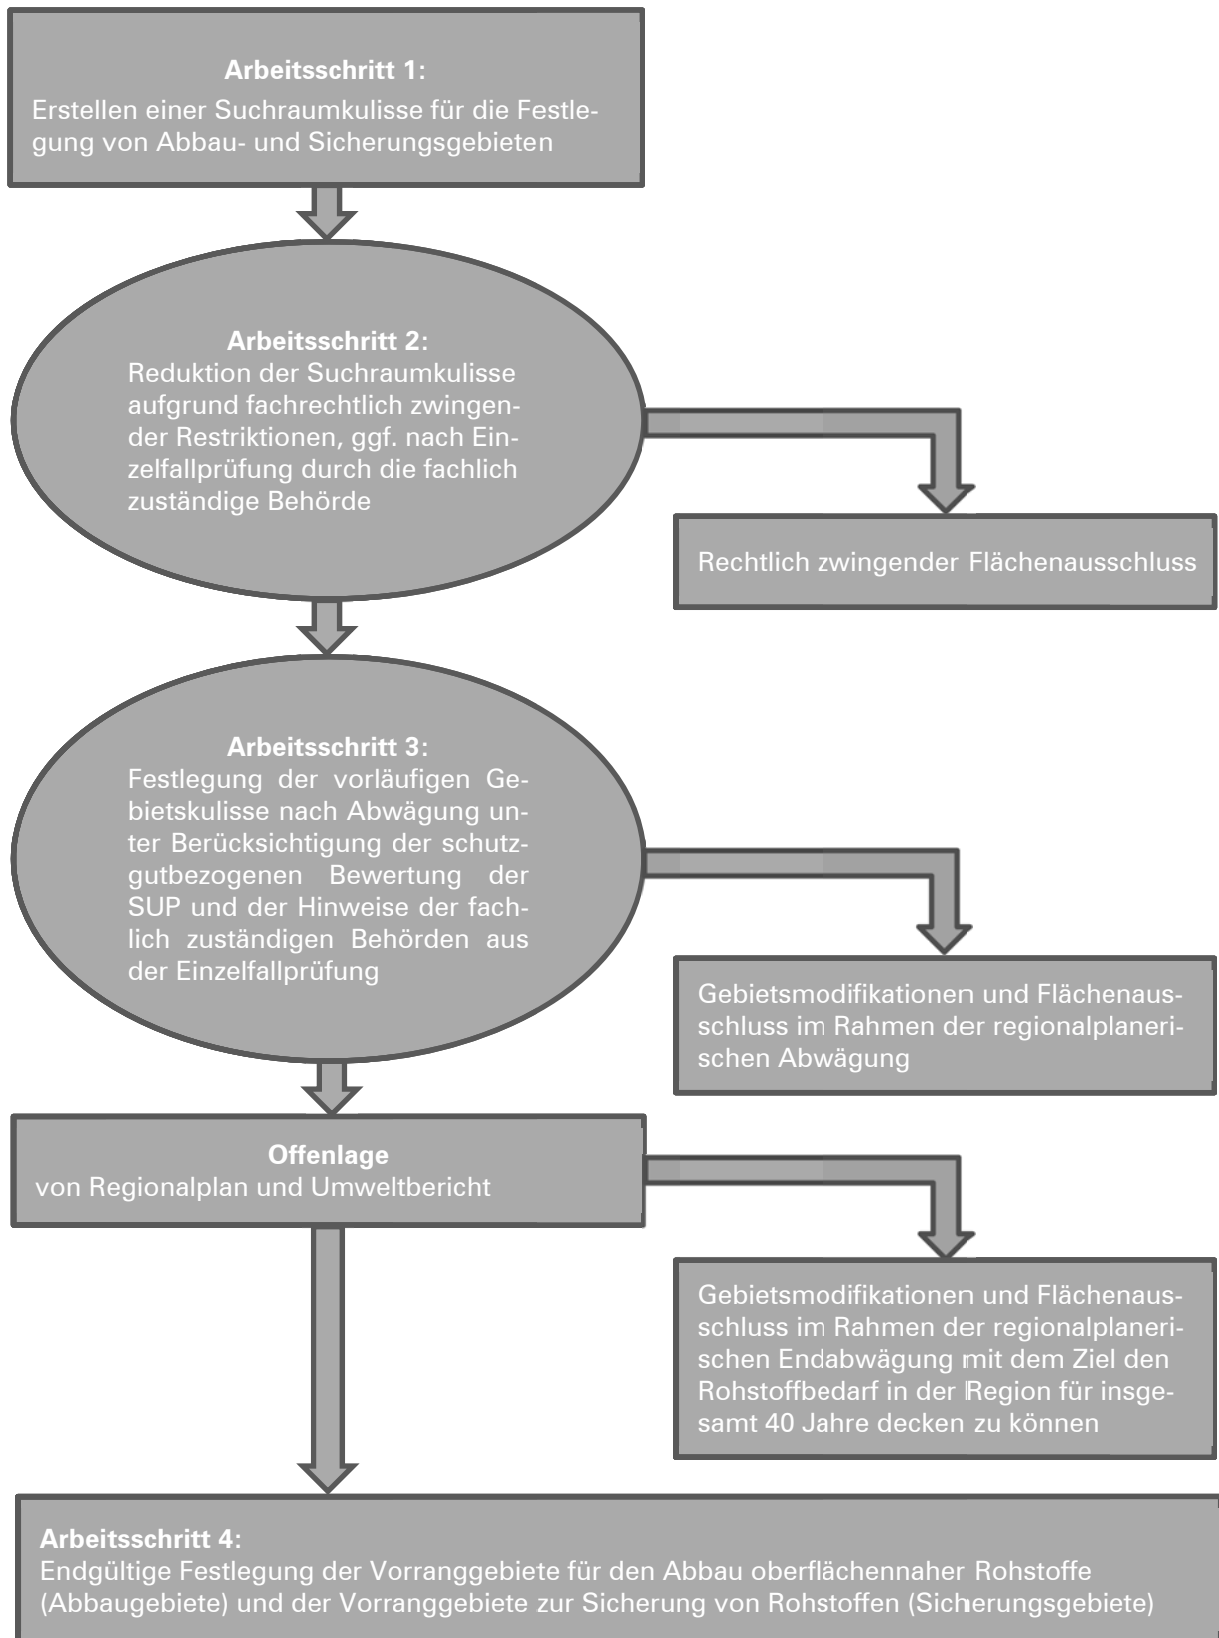 Arbeitsschritt 1:
Erstellen einer Suchraumkulisse für die Festle-
gung von Abbau- und Sicherungsgebieten
Arbeitsschritt 2:
Reduktion der Suchraumkulisse
aufgrund fachrechtlich zwingen-
der Restriktionen, ggf. nach Ein-
zelfallprüfung durch die fachlich
zuständige Behörde
Rechtlich zwingender Flächenausschluss
Arbeitsschritt 3:
Festlegung der vorläufigen Ge-
bietskulisse nach Abwägung un-
ter Berücksichtigung der schutz-
gutbezogenen Bewertung der
SUP und der Hinweise der fach-
lich zuständigen Behörden aus
der Einzelfallprüfung
Gebietsmodifikationen und Flächenaus-
schluss im Rahmen der regionalplaneri-
schen Abwägung
Offenlage
von Regionalplan und Umweltbericht
Gebietsmodifikationen und Flächenaus-
schluss im Rahmen der regionalplaneri-
schen Endabwägung mit dem Ziel den
Rohstoffbedarf in der Region für insge-
samt 40 Jahre decken zu können
Arbeitsschritt 4:
Endgültige Festlegung der Vorranggebiete für den Abbau oberflächennaher Rohstoffe
(Abbaugebiete) und der Vorranggebiete zur Sicherung von Rohstoffen (Sicherungsgebiete)